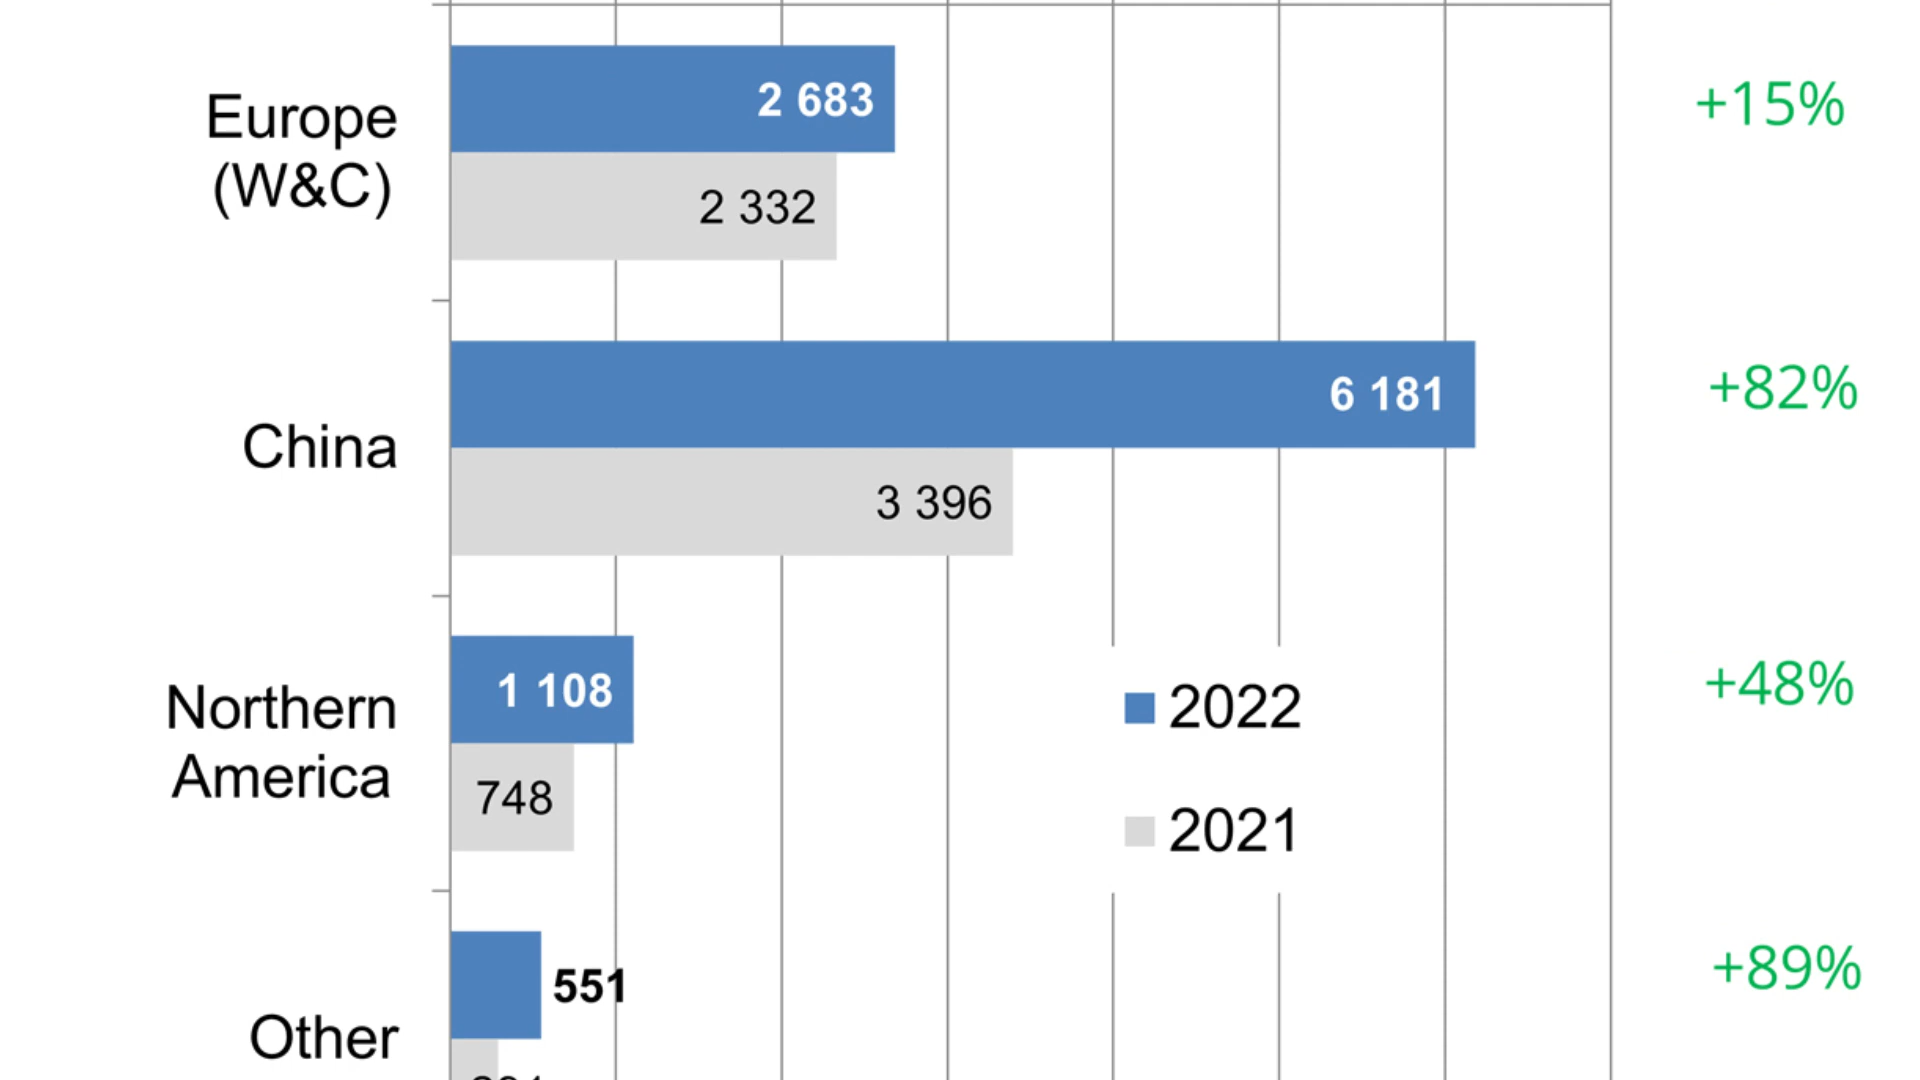 Europe
(W&C)
2 683
2 332
+15%
China
6 181
3 396
+82%
Northern
America
1 108
748
+48%
2022
2021
Other
551
+89%